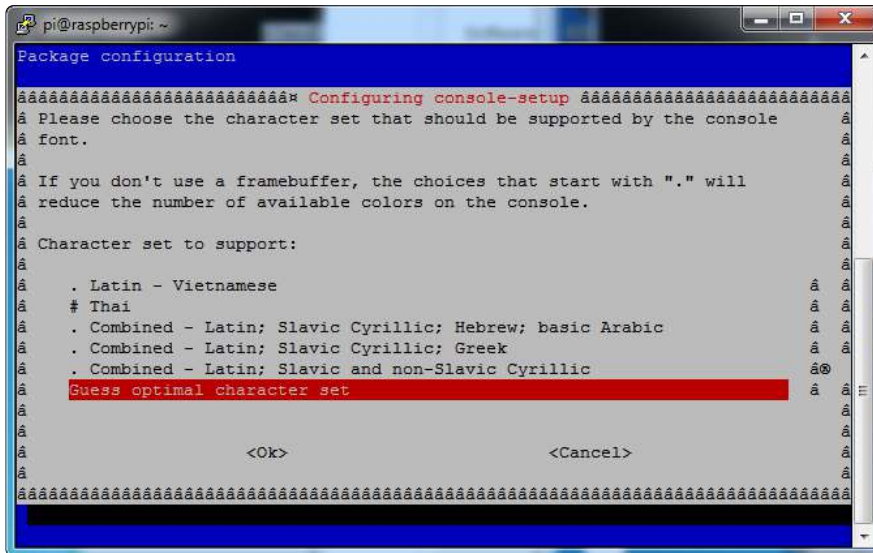 pi@raspberrypi: ~
Package configuration
ââââââââââââââââââââââââââ¤ Configuring console-setup ââââââââââââââââââââââââââ
â Please choose the character set that should be supported by the console â
â font. â
â â
â If you don't use a framebuffer, the choices that start with "." will â
â reduce the number of available colors on the console. â
â â
â Character set to support: â
â â
â . Latin - Vietnamese â â
â # Thai â â
â . Combined - Latin; Slavic Cyrillic; Hebrew; basic Arabic â â
â . Combined - Latin; Slavic Cyrillic; Greek â â
â . Combined - Latin; Slavic and non-Slavic Cyrillic â®
â Guess optimal character set â â
â â
â â
â <Ok> <Cancel> â
â â
ââââââââââââââââââââââââââââââââââââââââââââââââââââââââââââââââââââââââââââââââ